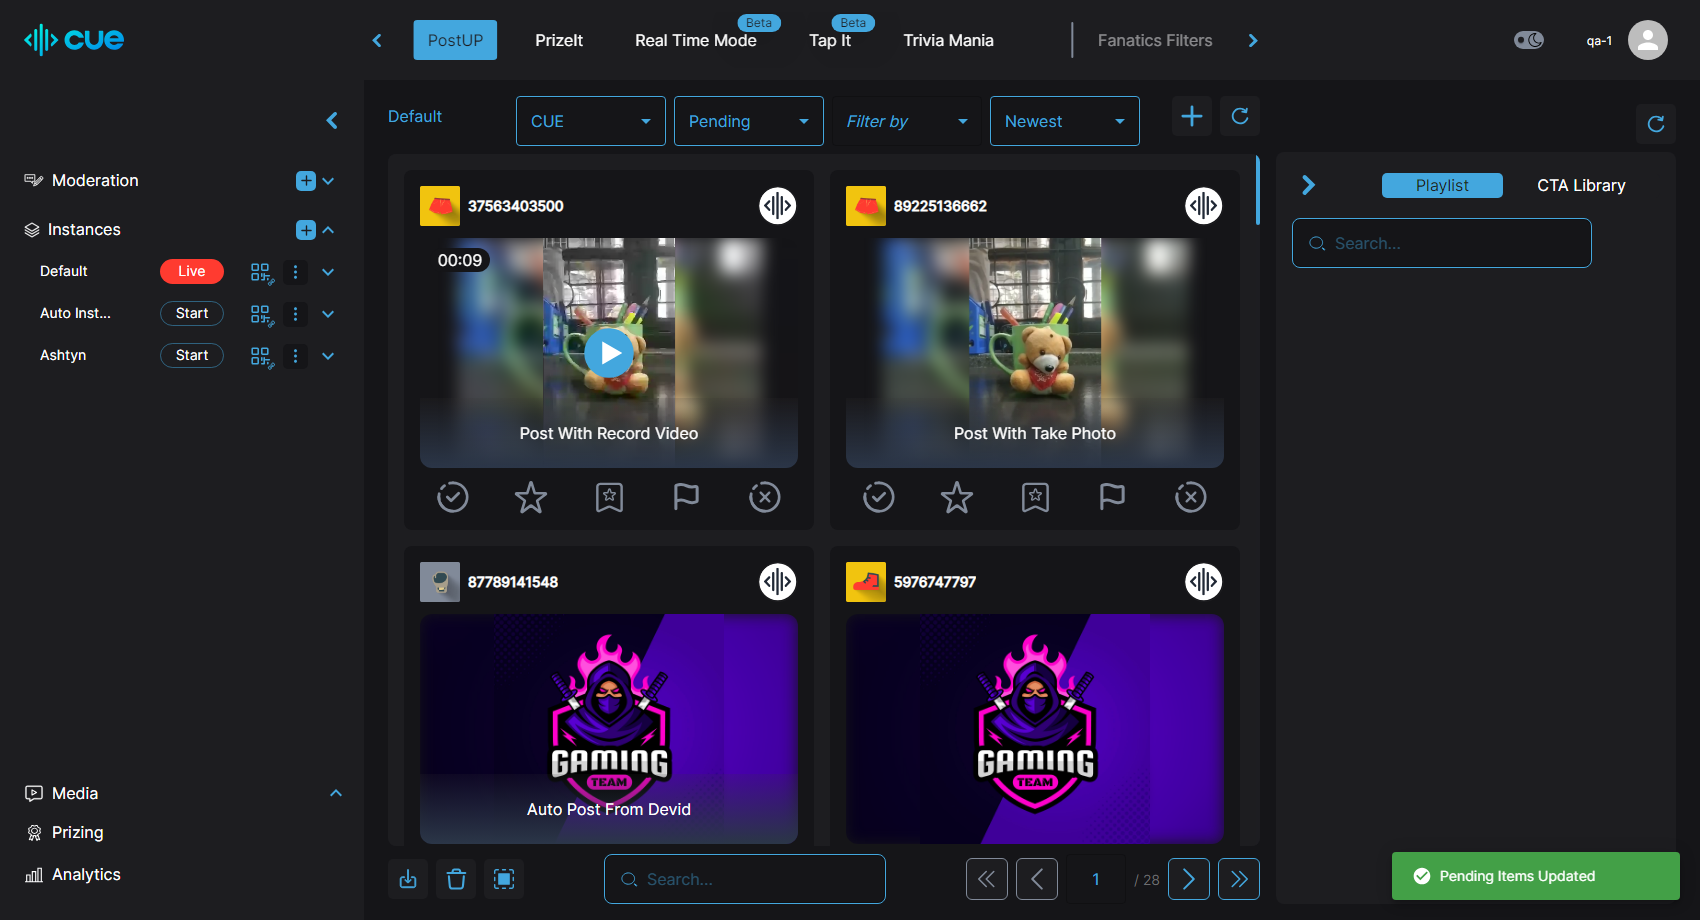 cue
PostUP
PrizeIt
Real Time Mode
Beta
Tap It
Beta
Trivia Mania
Fanatics Filters
qa-1
Moderation
Instances
Default
Live
Auto Inst...
Start
Ashtyn
Start
Media
Prizing
Analytics
Default
CUE
Pending
Filter by
Newest
37563403500
00:09
Post With Record Video
89225136662
Post With Take Photo
87789141548
GAMING
TEAM
Auto Post From Devid
5976747797
GAMING
TEAM
Search...
1
/ 28
Playlist
CTA Library
Search...
Pending Items Updated